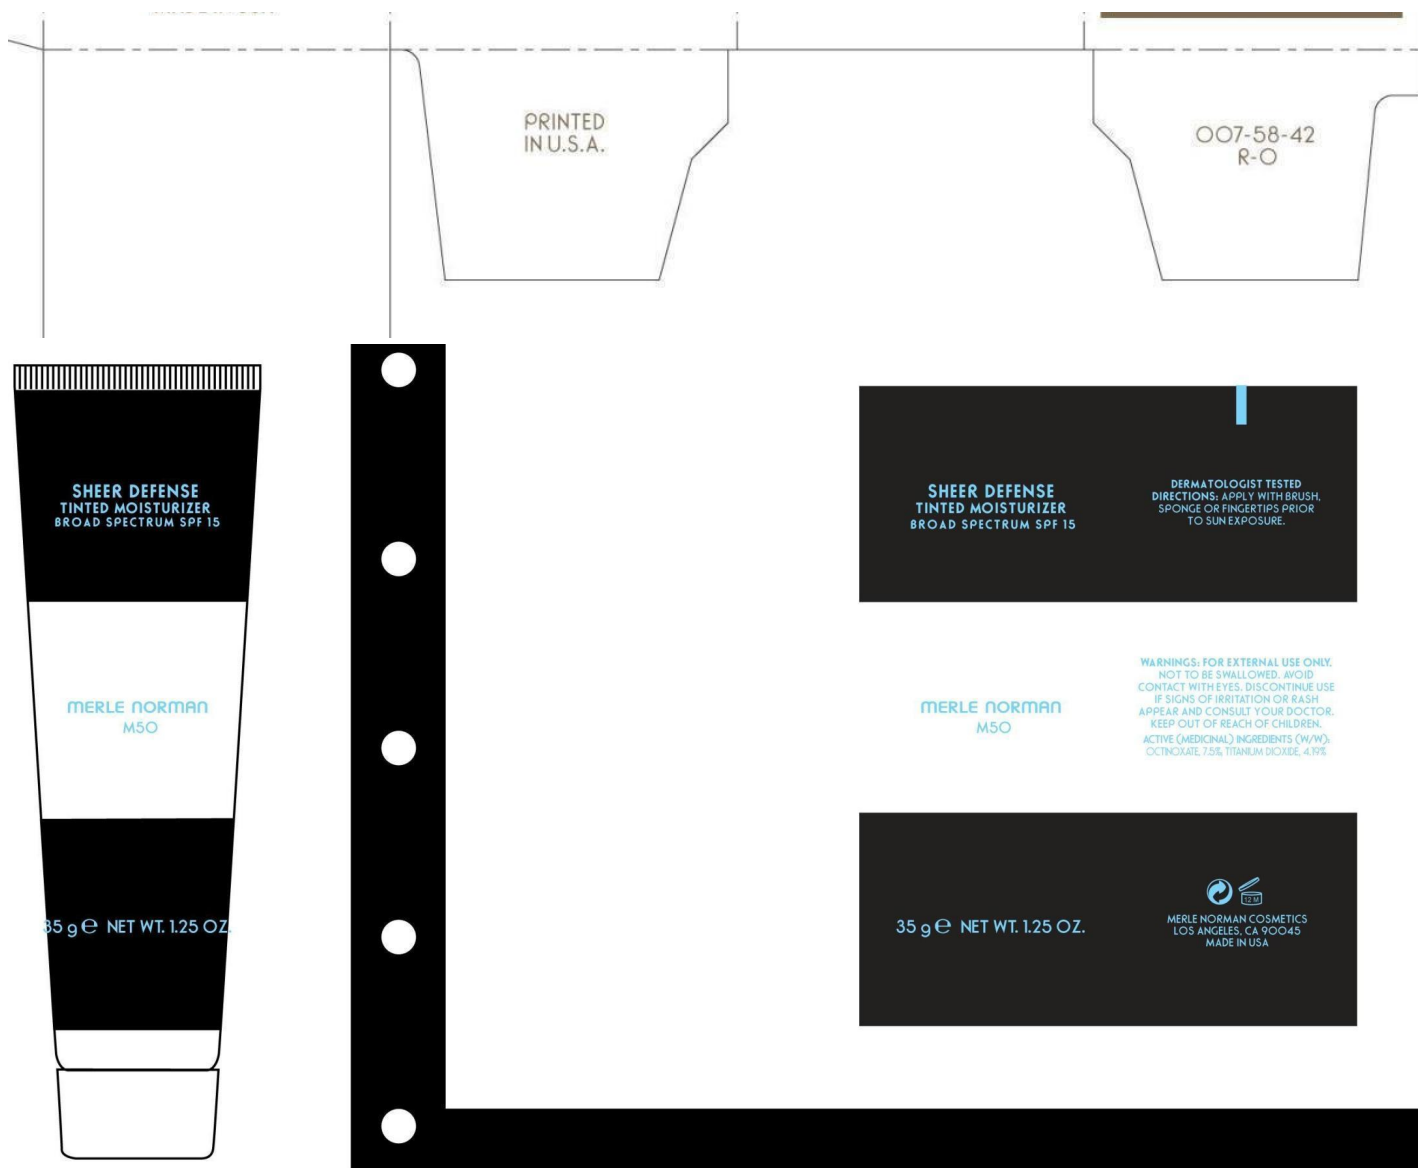 PRINTED
IN U.S.A.
007-58-42
R-0
SHEER DEFENSE
TINTED MOISTURIZER
BROAD SPECTRUM SPF 15
MERLE NORMAN
M50
35 g ℮ NET WT. 1.25 OZ.
SHEER DEFENSE
TINTED MOISTURIZER
BROAD SPECTRUM SPF 15
DERMATOLOGIST TESTED
DIRECTIONS: APPLY WITH BRUSH,
SPONGE OR FINGERTIPS PRIOR
TO SUN EXPOSURE.
MERLE NORMAN
M50
WARNINGS: FOR EXTERNAL USE ONLY.
NOT TO BE SWALLOWED. AVOID
CONTACT WITH EYES. DISCONTINUE USE
IF SIGNS OF IRRITATION OR RASH
APPEAR AND CONSULT YOUR DOCTOR.
KEEP OUT OF REACH OF CHILDREN.
ACTIVE (MEDICINAL) INGREDIENTS (W/W):
OCTINOXATE, 7.5%, TITANIUM DIOXIDE, 4.19%
35 g ℮ NET WT. 1.25 OZ.
12 M
MERLE NORMAN COSMETICS
LOS ANGELES, CA 90045
MADE IN USA